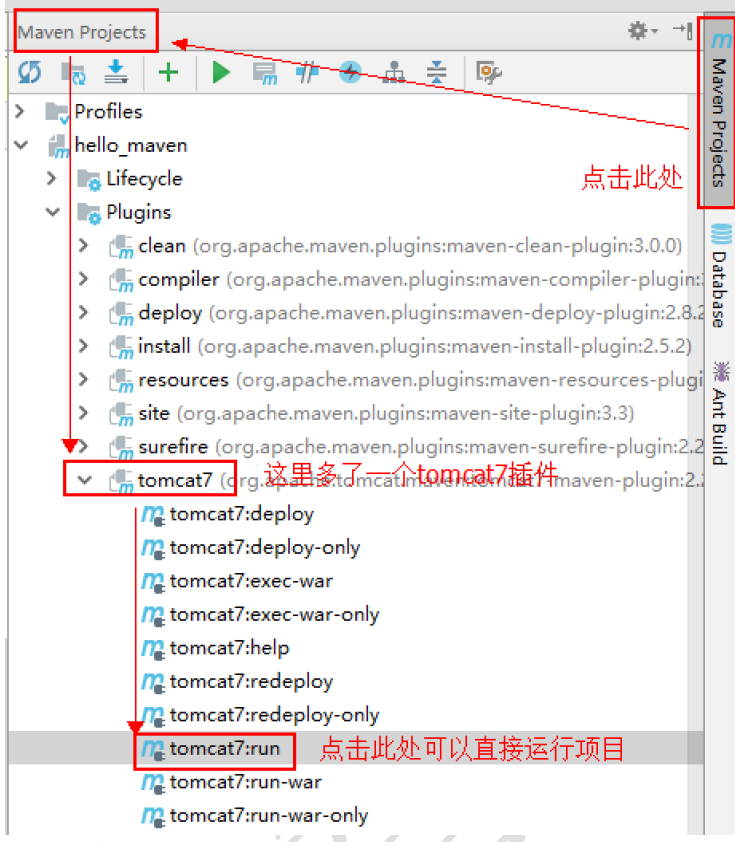 Maven Projects
Profiles
hello_maven
Lifecycle
点击此处
Plugins
clean (org.apache.maven.plugins:maven-clean-plugin:3.0.0)
compiler (org.apache.maven.plugins:maven-compiler-plugin:
deploy (org.apache.maven.plugins:maven-deploy-plugin:2.8.2
install (org.apache.maven.plugins:maven-install-plugin:2.5.2)
resources (org.apache.maven.plugins:maven-resources-plugi
site (org.apache.maven.plugins:maven-site-plugin:3.3)
surefire (org.apache.maven.plugins:maven-surefire-plugin:2.2
tomcat7 (org.apache.tomcat.maven:tomcat7-maven-plugin:2.2
这里多了一个tomcat7插件
tomcat7:deploy
tomcat7:deploy-only
tomcat7:exec-war
tomcat7:exec-war-only
tomcat7:help
tomcat7:redeploy
tomcat7:redeploy-only
tomcat7:run 点击此处可以直接运行项目
tomcat7:run-war
tomcat7:run-war-only
Maven Projects
Database
Ant Build